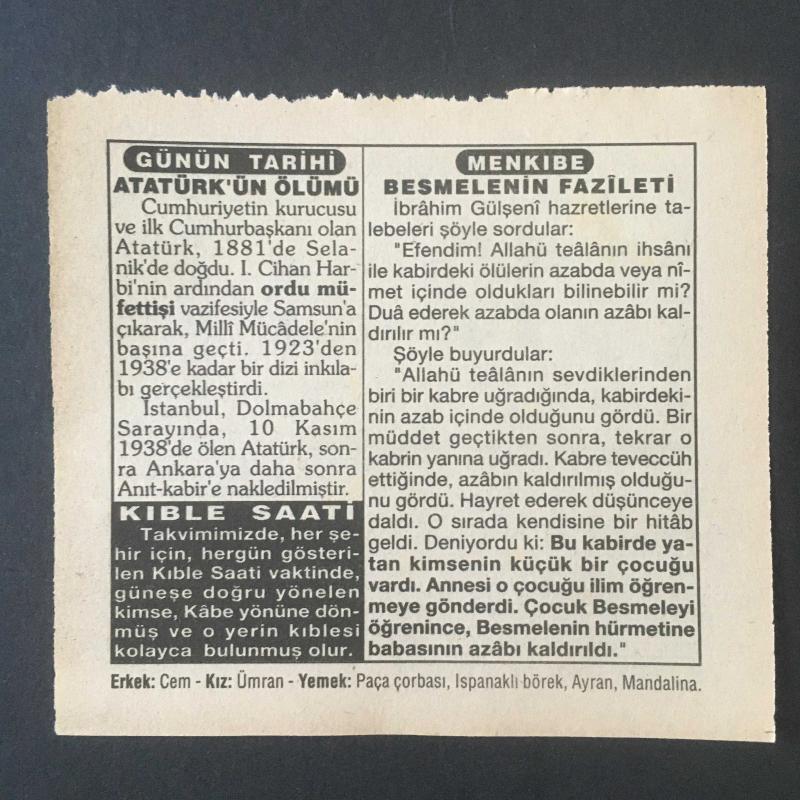 GÜNÜN TARİHİ
ATATÜRK'ÜN ÖLÜMÜ
Cumhuriyetin kurucusu
ve ilk Cumhurbaşkanı olan
Atatürk, 1881'de Sela-
nik'de doğdu. I. Cihan Har-
bi'nin ardından ordu mü-
fettişi vazifesiyle Samsun'a
çıkarak, Millî Mücâdele'nin
başına geçti. 1923'den
1938'e kadar bir dizi inkıla-
bı gerçekleştirdi.
İstanbul, Dolmabahçe
Sarayında, 10 Kasım
1938'de ölen Atatürk, son-
ra Ankara'ya daha sonra
Anıt-kabir'e nakledilmiştir.
KIBLE SAATİ
Takvimimizde, her şe-
hir için, hergün gösteri-
len Kıble Saati vaktinde,
güneşe doğru yönelen
kimse, Kâbe yönüne dön-
müş ve o yerin kıblesi
kolayca bulunmuş olur.
MENKIBE
BESMELENİN FAZÎLETİ
İbrâhim Gülşenî hazretlerine ta-
lebeleri şöyle sordular:
"Efendim! Allahü teâlânın ihsânı
ile kabirdeki ölülerin azabda veya nî-
met içinde oldukları bilinebilir mi?
Duâ ederek azabda olanın azâbı kal-
dırılır mı?"
Şöyle buyurdular:
"Allahü teâlânın sevdiklerinden
biri bir kabre uğradığında, kabirdeki-
nin azab içinde olduğunu gördü. Bir
müddet geçtikten sonra, tekrar o
kabrin yanına uğradı. Kabre teveccüh
ettiğinde, azâbın kaldırılmış olduğu-
nu gördü. Hayret ederek düşünceye
daldı. O sırada kendisine bir hitâb
geldi. Deniyordu ki: Bu kabirde ya-
tan kimsenin küçük bir çocuğu
vardı. Annesi o çocuğu ilim öğren-
meye gönderdi. Çocuk Besmeleyi
öğrenince, Besmelenin hürmetine
babasının azâbı kaldırıldı."
Erkek: Cem - Kız: Ümran - Yemek: Paça çorbası, Ispanaklı börek, Ayran, Mandalina.